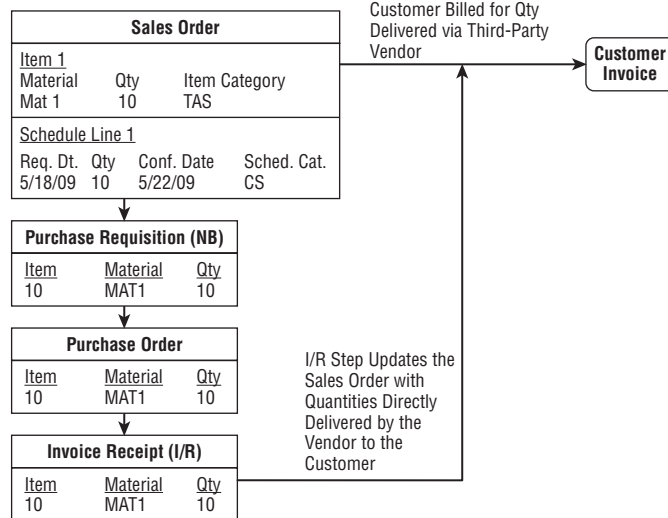 Sales Order
Item 1
Material Qty Item Category
Mat 1 10 TAS
Schedule Line 1
Req. Dt. Qty Conf. Date Sched. Cat.
5/18/09 10 5/22/09 CS
Customer Billed for Qty
Delivered via Third-Party
Vendor
Customer
Invoice
Purchase Requisition (NB)
Item Material Qty
10 MAT1 10
Purchase Order
Item Material Qty
10 MAT1 10
Invoice Receipt (I/R)
Item Material Qty
10 MAT1 10
I/R Step Updates the
Sales Order with
Quantities Directly
Delivered by the
Vendor to the
Customer